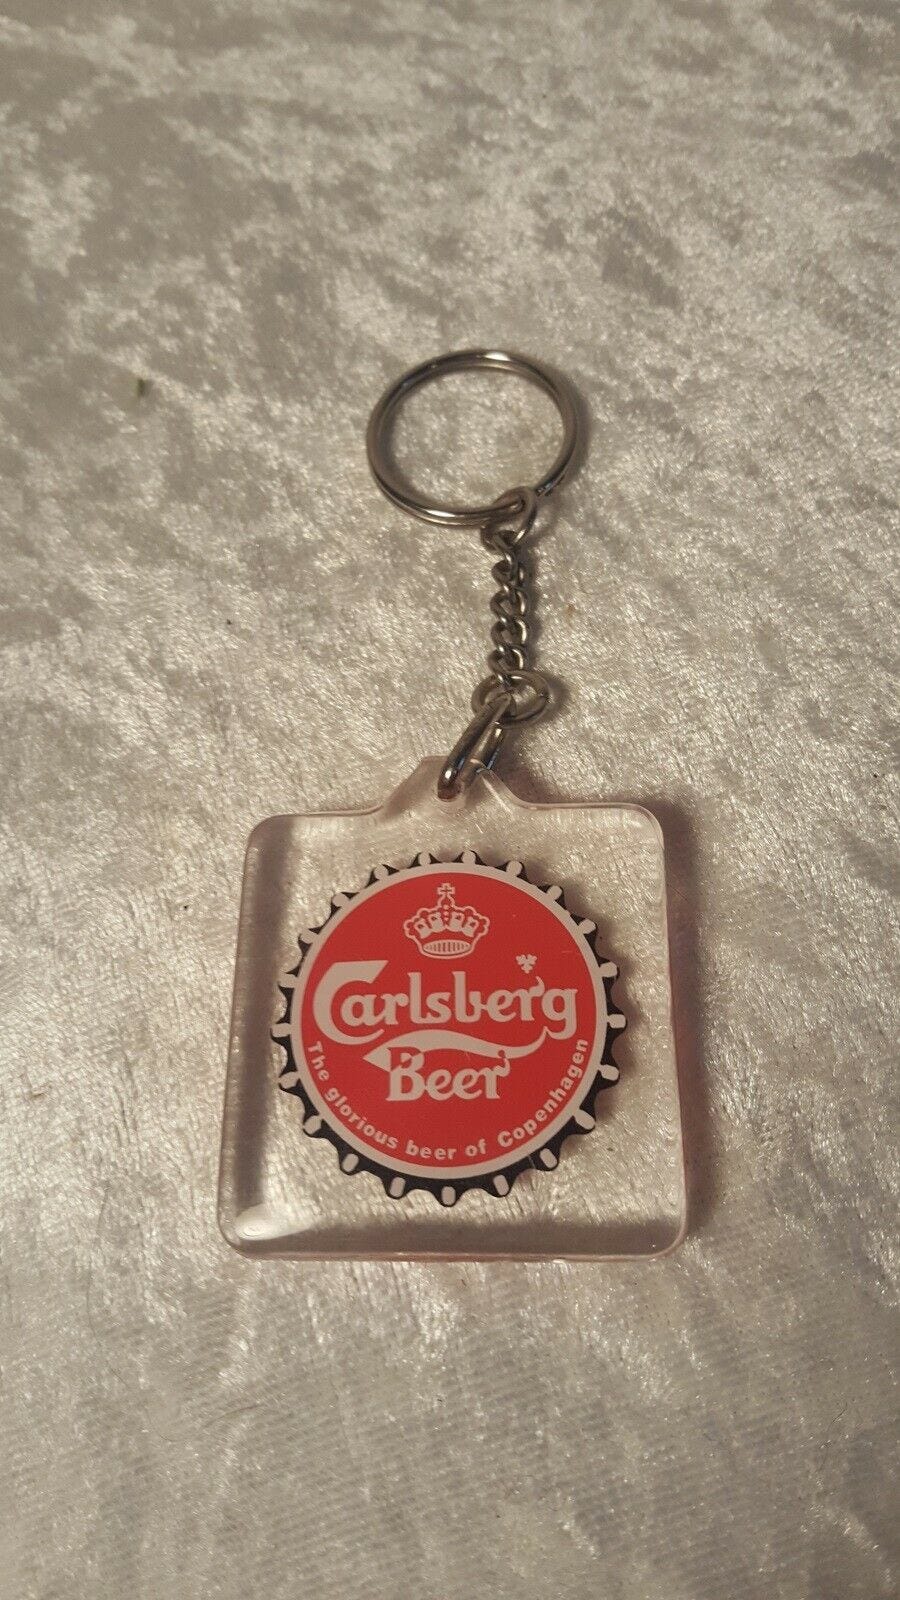 Carlsberg
Beer
The glorious beer of Copenhagen